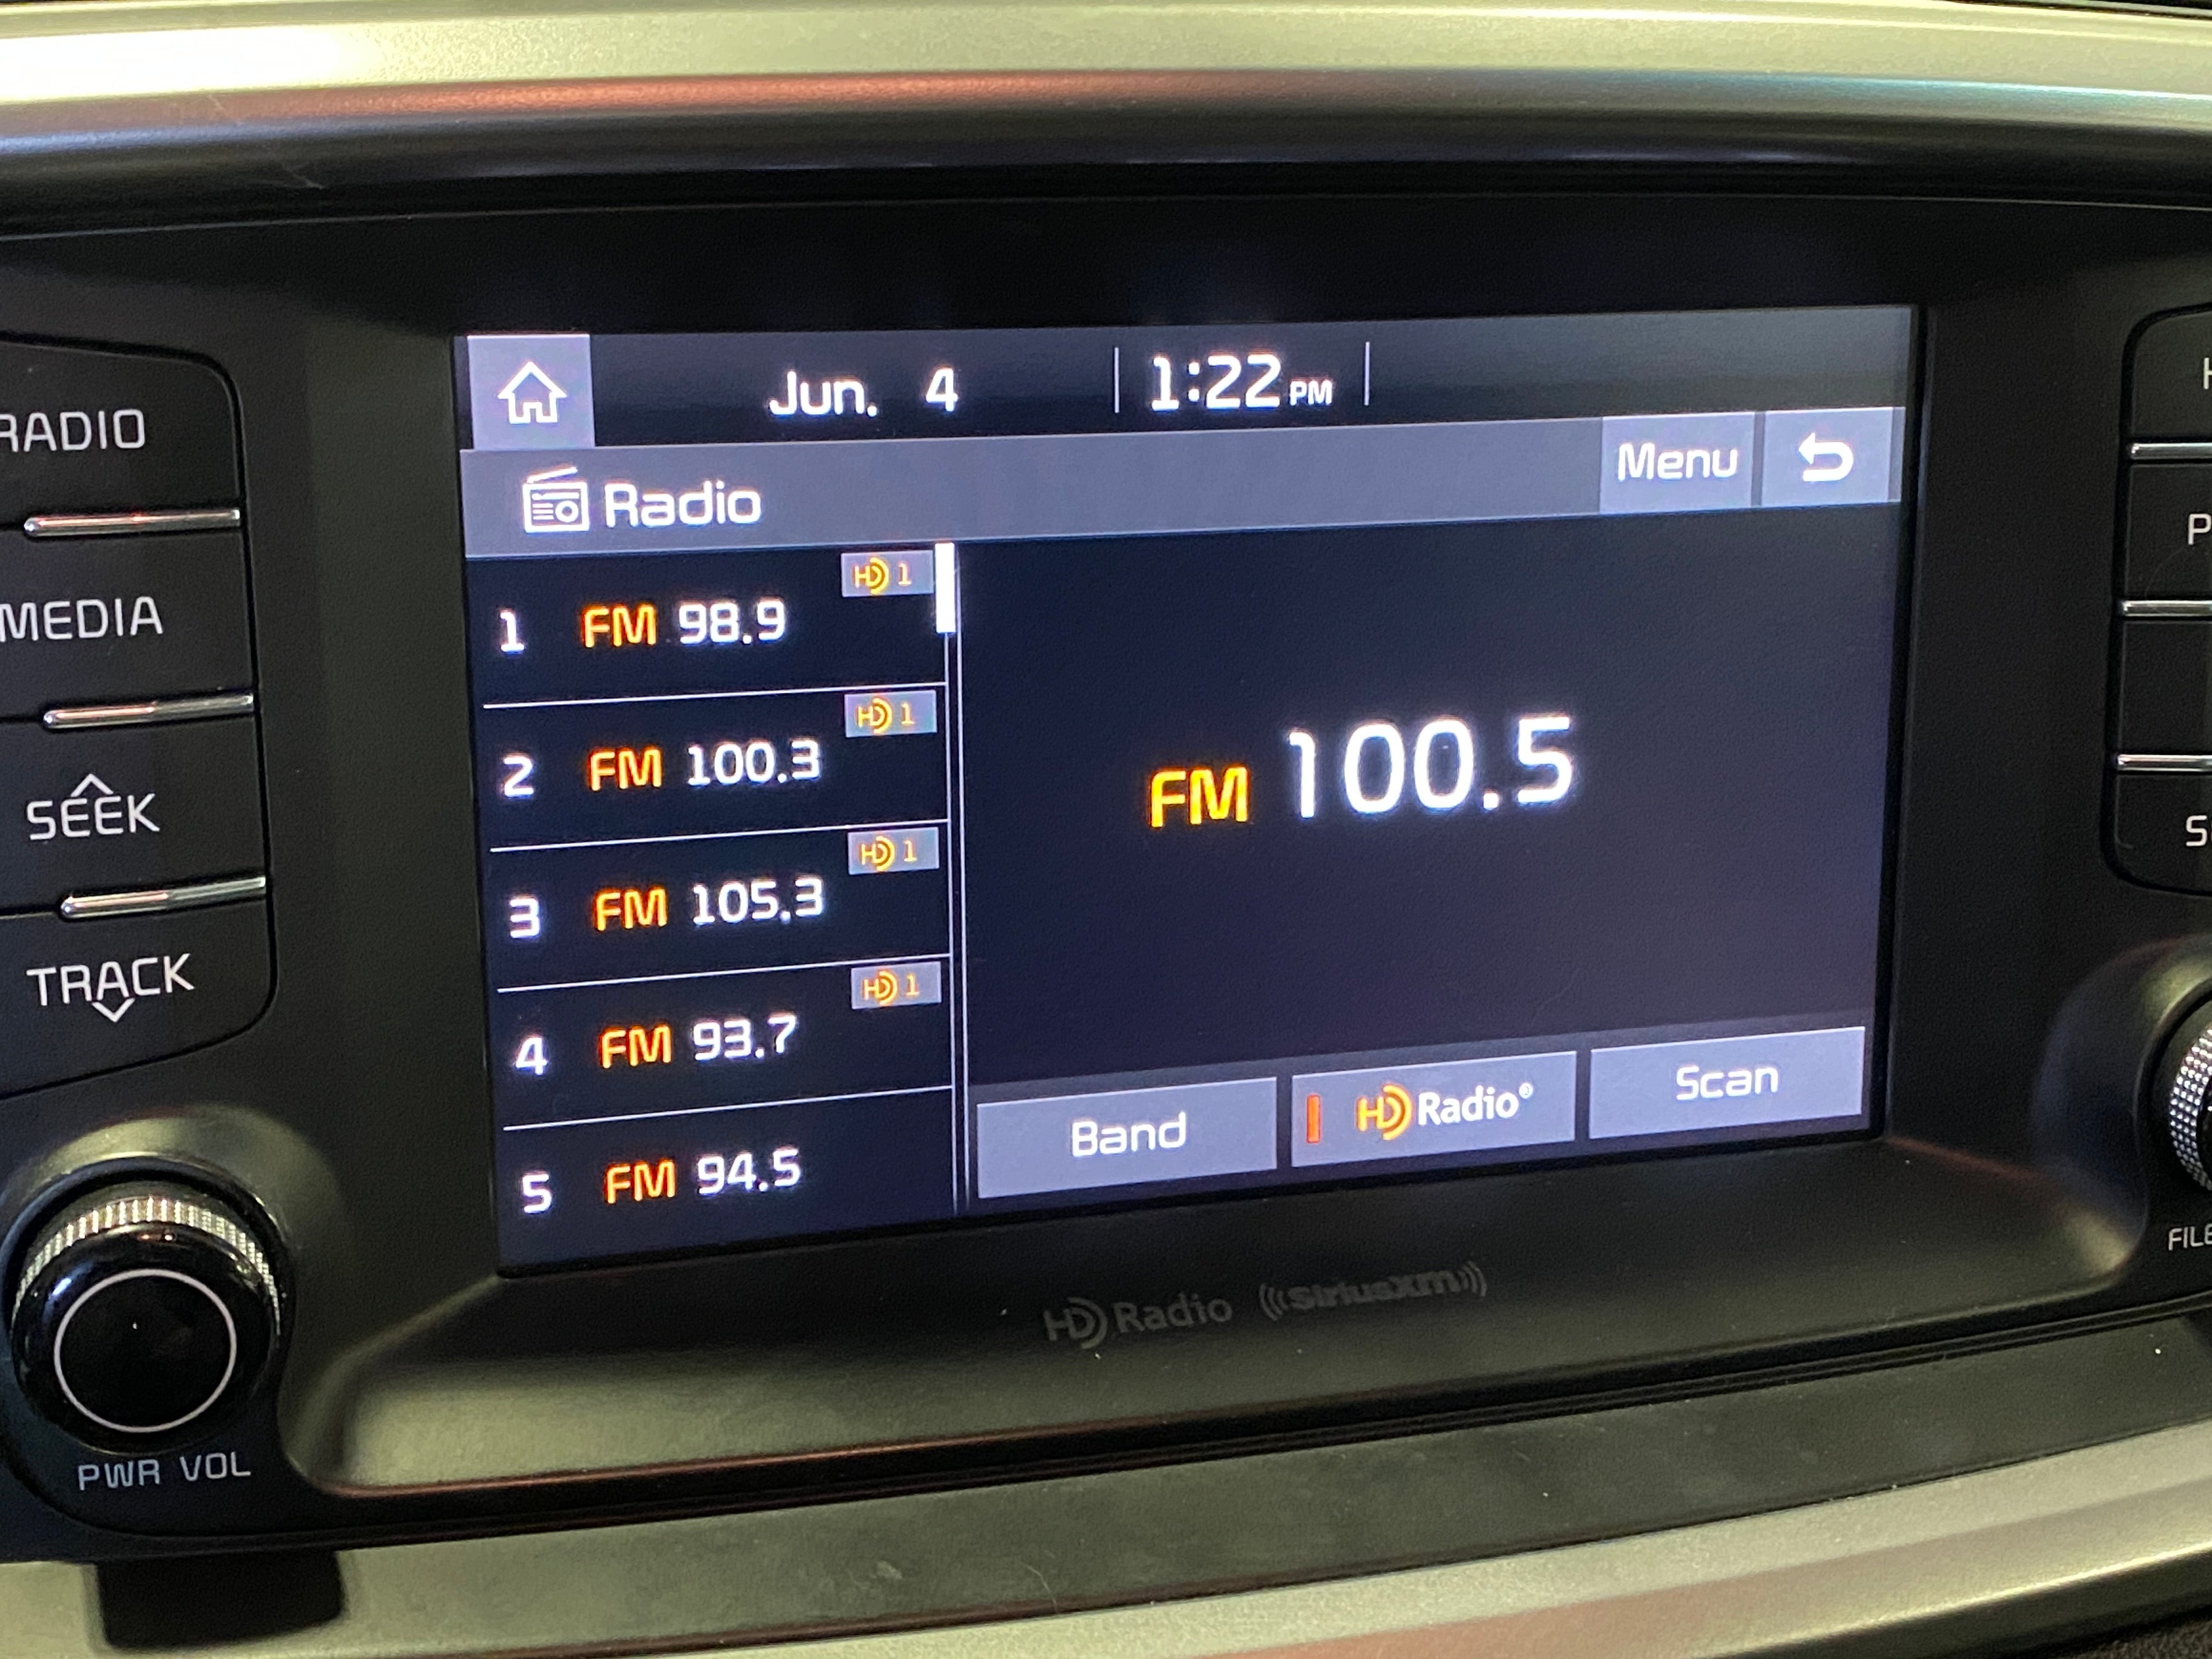 RADIO
MEDIA
SEEK
TRACK
PWR VOL
Jun. 4 1:22 PM
Radio
Menu
1 FM 98.9 HD 1
2 FM 100.3 HD 1
3 FM 105.3 HD 1
4 FM 93.7 HD 1
5 FM 94.5
FM 100.5
Band
HD Radio®
Scan
HD Radio
((SiriusXM))